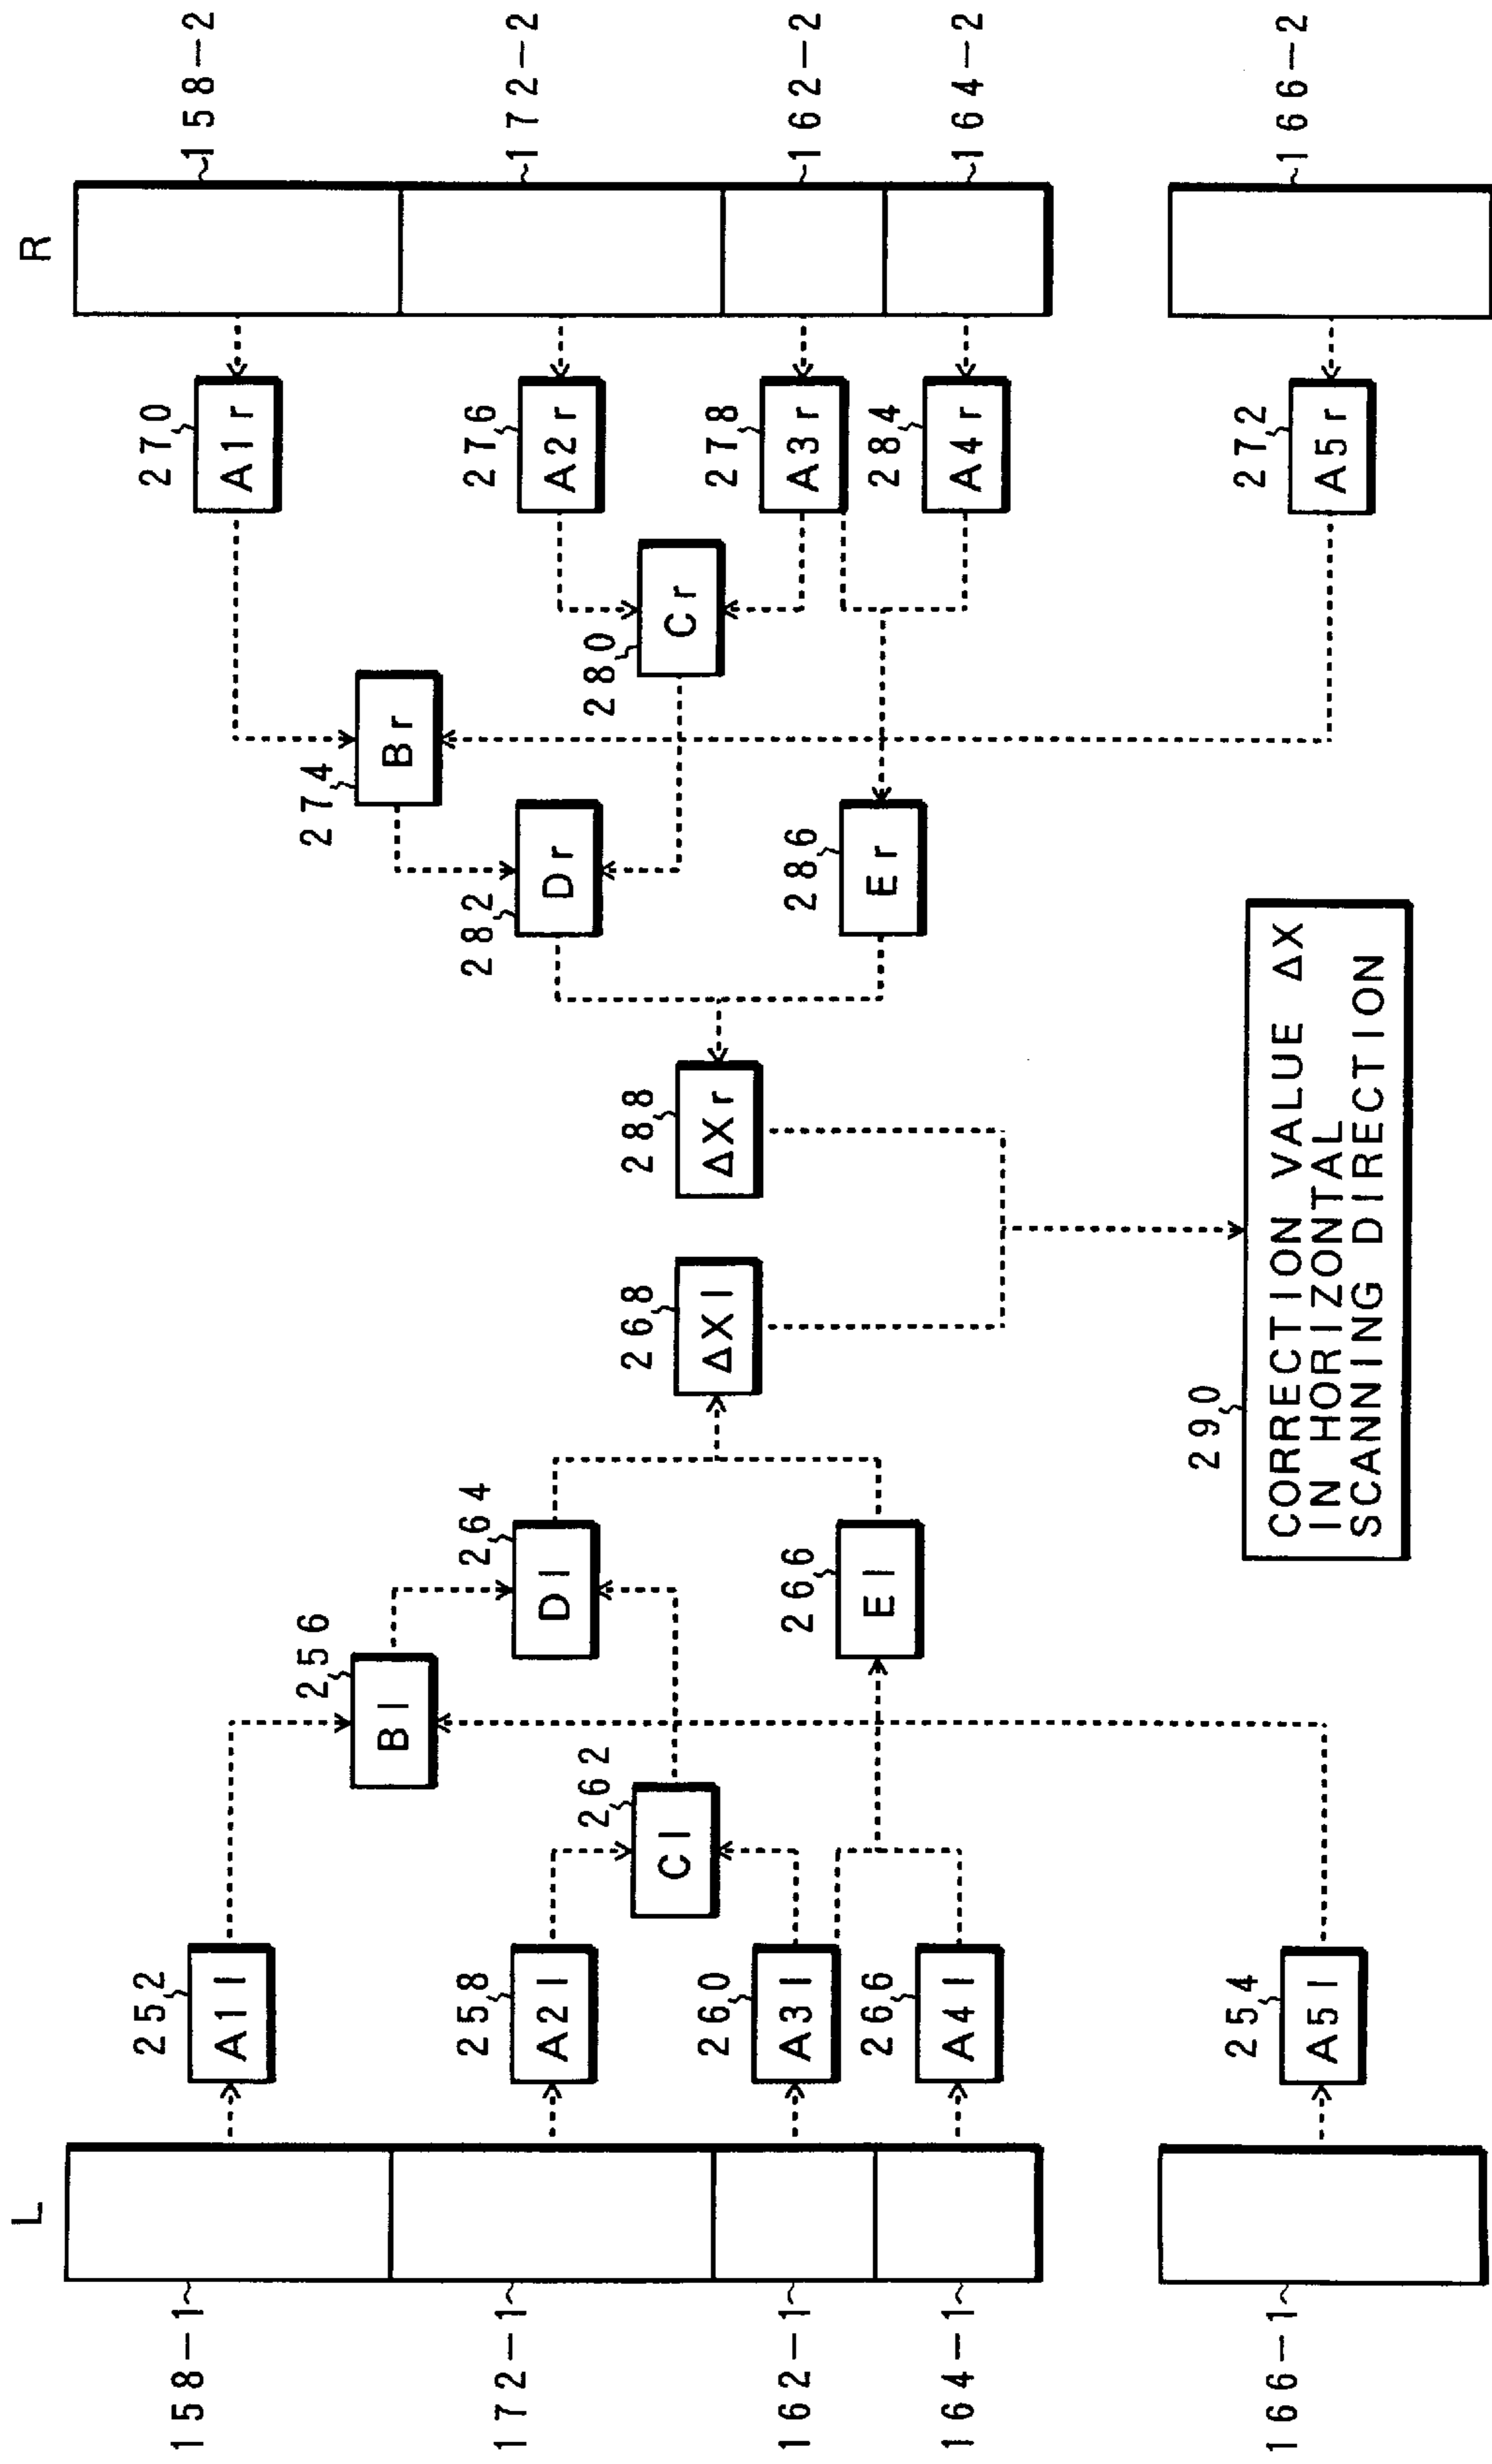 L
R
158-1
172-1
162-1
164-1
166-1
252
A1l
258
A2l
260
A3l
266
A4l
254
A5l
256
Bl
262
Cl
264
Dl
266
El
268
ΔXl
288
ΔXr
290
CORRECTION VALUE ΔX
IN HORIZONTAL
SCANNING DIRECTION
282
Dr
286
Er
274
Br
280
Cr
270
A1r
276
A2r
278
A3r
284
A4r
272
A5r
158-2
172-2
162-2
164-2
166-2